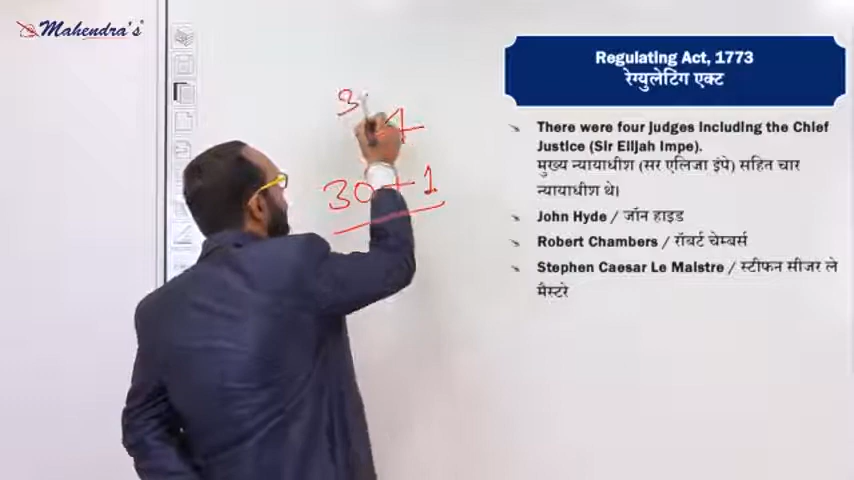 Mahendra's
Regulating Act, 1773
रेग्युलेटिंग एक्ट
There were four judges including the Chief
Justice (Sir Elijah Impe).
मुख्य न्यायाधीश (सर एलिजा इंपे) सहित चार
न्यायाधीश थे।
John Hyde / जॉन हाइड
Robert Chambers / रॉबर्ट चेम्बर्स
Stephen Caesar Le Maistre / स्टीफन सीजर ले
मैस्टरे
3
4
30+1